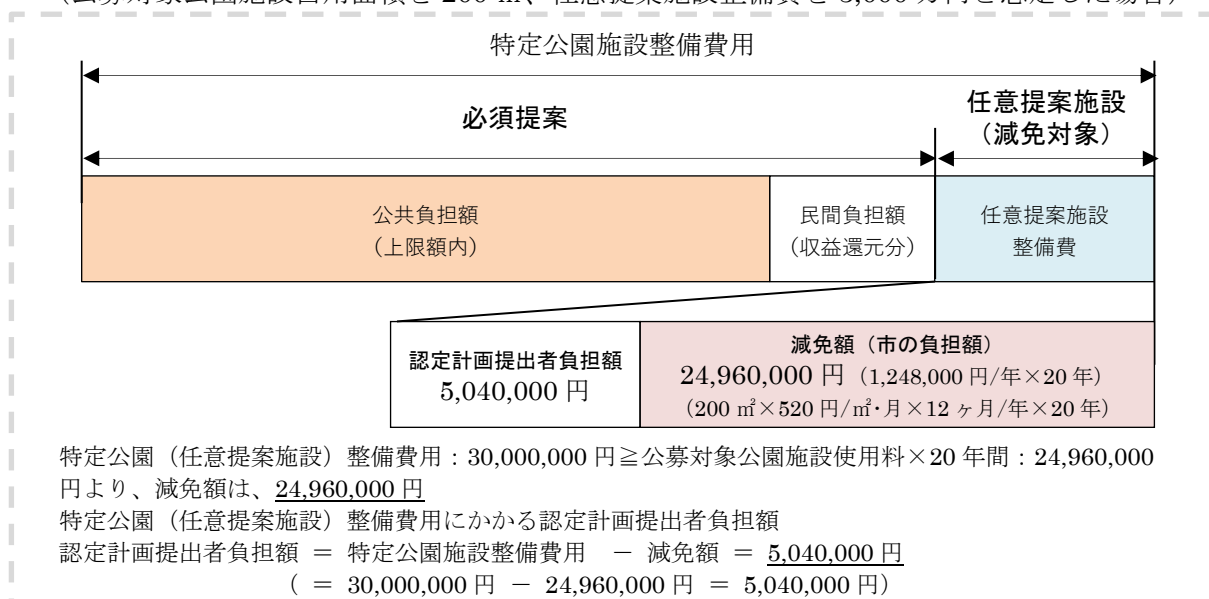 特定公園施設整備費用
必須提案
任意提案施設
（減免対象）
公共負担額
（上限額内）
民間負担額
（収益還元分）
任意提案施設
整備費
認定計画提出者負担額
5,040,000 円
減免額（市の負担額）
24,960,000 円（1,248,000 円/年×20 年）
（200 ㎡×520 円/㎡･月×12 ヶ月/年×20 年）
特定公園（任意提案施設）整備費用：30,000,000 円≧公募対象公園施設使用料×20 年間：24,960,000
円より、減免額は、24,960,000 円
特定公園（任意提案施設）整備費用にかかる認定計画提出者負担額
認定計画提出者負担額 ＝ 特定公園施設整備費用 － 減免額 ＝ 5,040,000 円
（ ＝ 30,000,000 円 － 24,960,000 円 ＝ 5,040,000 円）